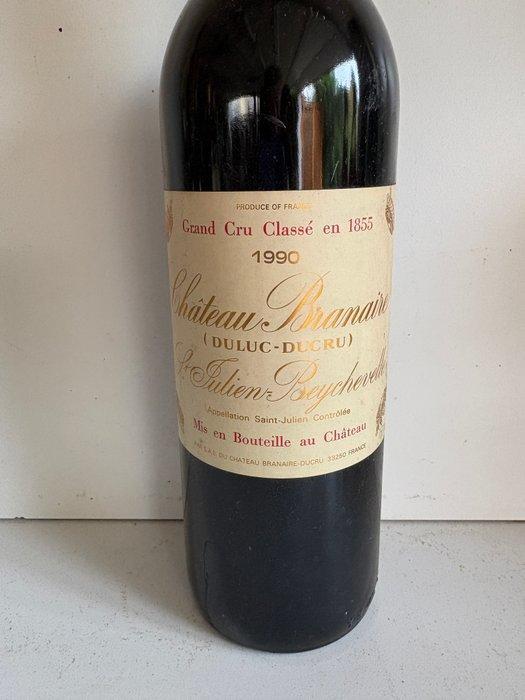 PRODUCE OF FRANCE
Grand Cru Classé en 1855
1990
Château Branaire
(DULUC-DUCRU)
St Julien-Beychevelle
Appellation Saint-Julien Contrôlée
Mis en Bouteille au Château
PAR S.A.E. DU CHATEAU BRANAIRE-DUCRU 33250 FRANCE